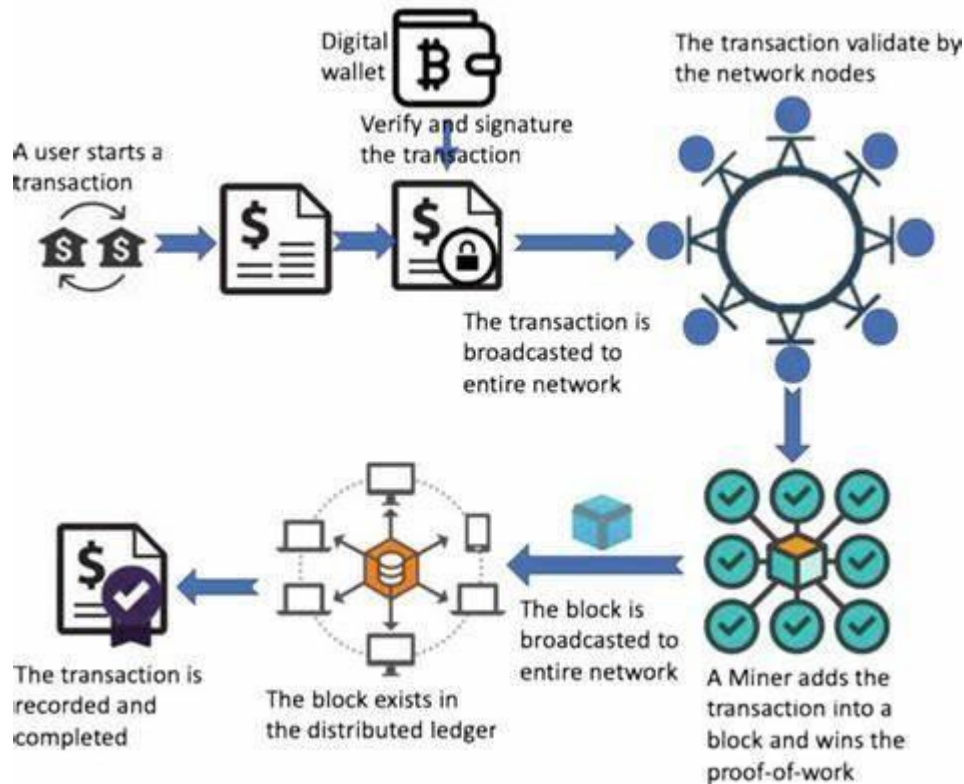 Digital
wallet
The transaction validate by
the network nodes
Verify and signature
the transaction
A user starts a
transaction
$ $
$
$
The transaction is
broadcasted to
entire network
$
The block is
broadcasted to
entire network
The transaction is
recorded and
completed
The block exists in
the distributed ledger
A Miner adds the
transaction into a
block and wins the
proof-of-work